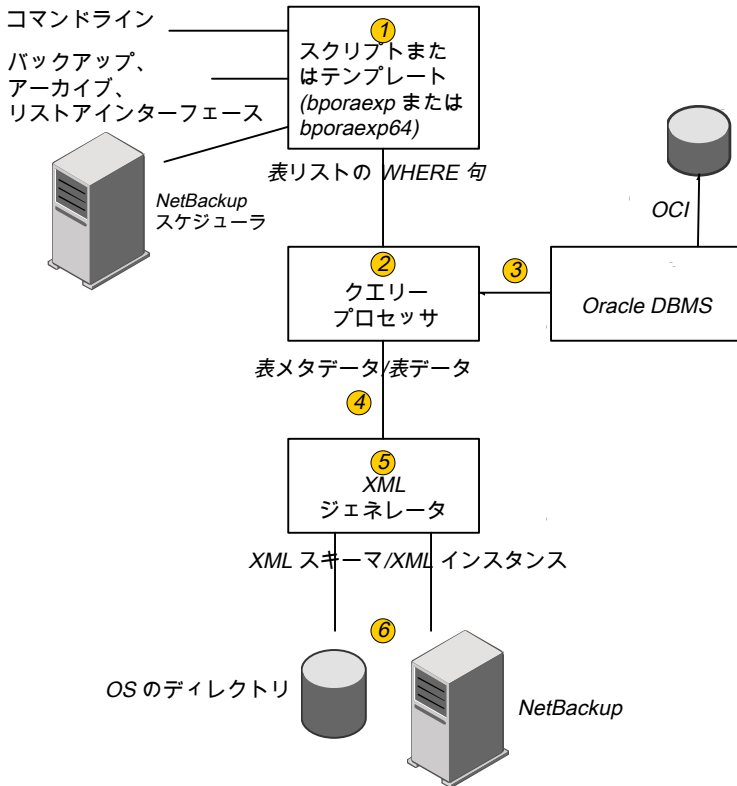 コマンドライン
バックアップ、
アーカイブ、
リストアインターフェース
1
スクリプトまた
はテンプレート
(bporaexp または
bporaexp64)
NetBackup
スケジューラ
表リストの WHERE 句
OCI
2
クエリー
プロセッサ
3
Oracle DBMS
表メタデータ/表データ
4
5
XML
ジェネレータ
XML スキーマ/XML インスタンス
6
OS のディレクトリ
NetBackup